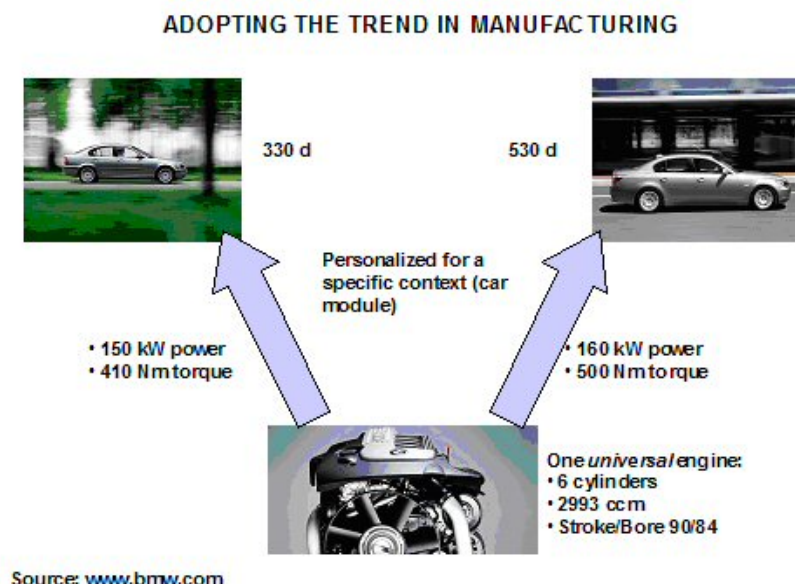 ADOPTING THE TREND IN MANUFACTURING
330 d
530 d
Personalized for a
specific context (car
module)
• 150 kW power
• 410 Nm torque
• 160 kW power
• 500 Nm torque
One universal engine:
• 6 cylinders
• 2993 ccm
• Stroke/Bore 90/84
Source: www.bmw.com